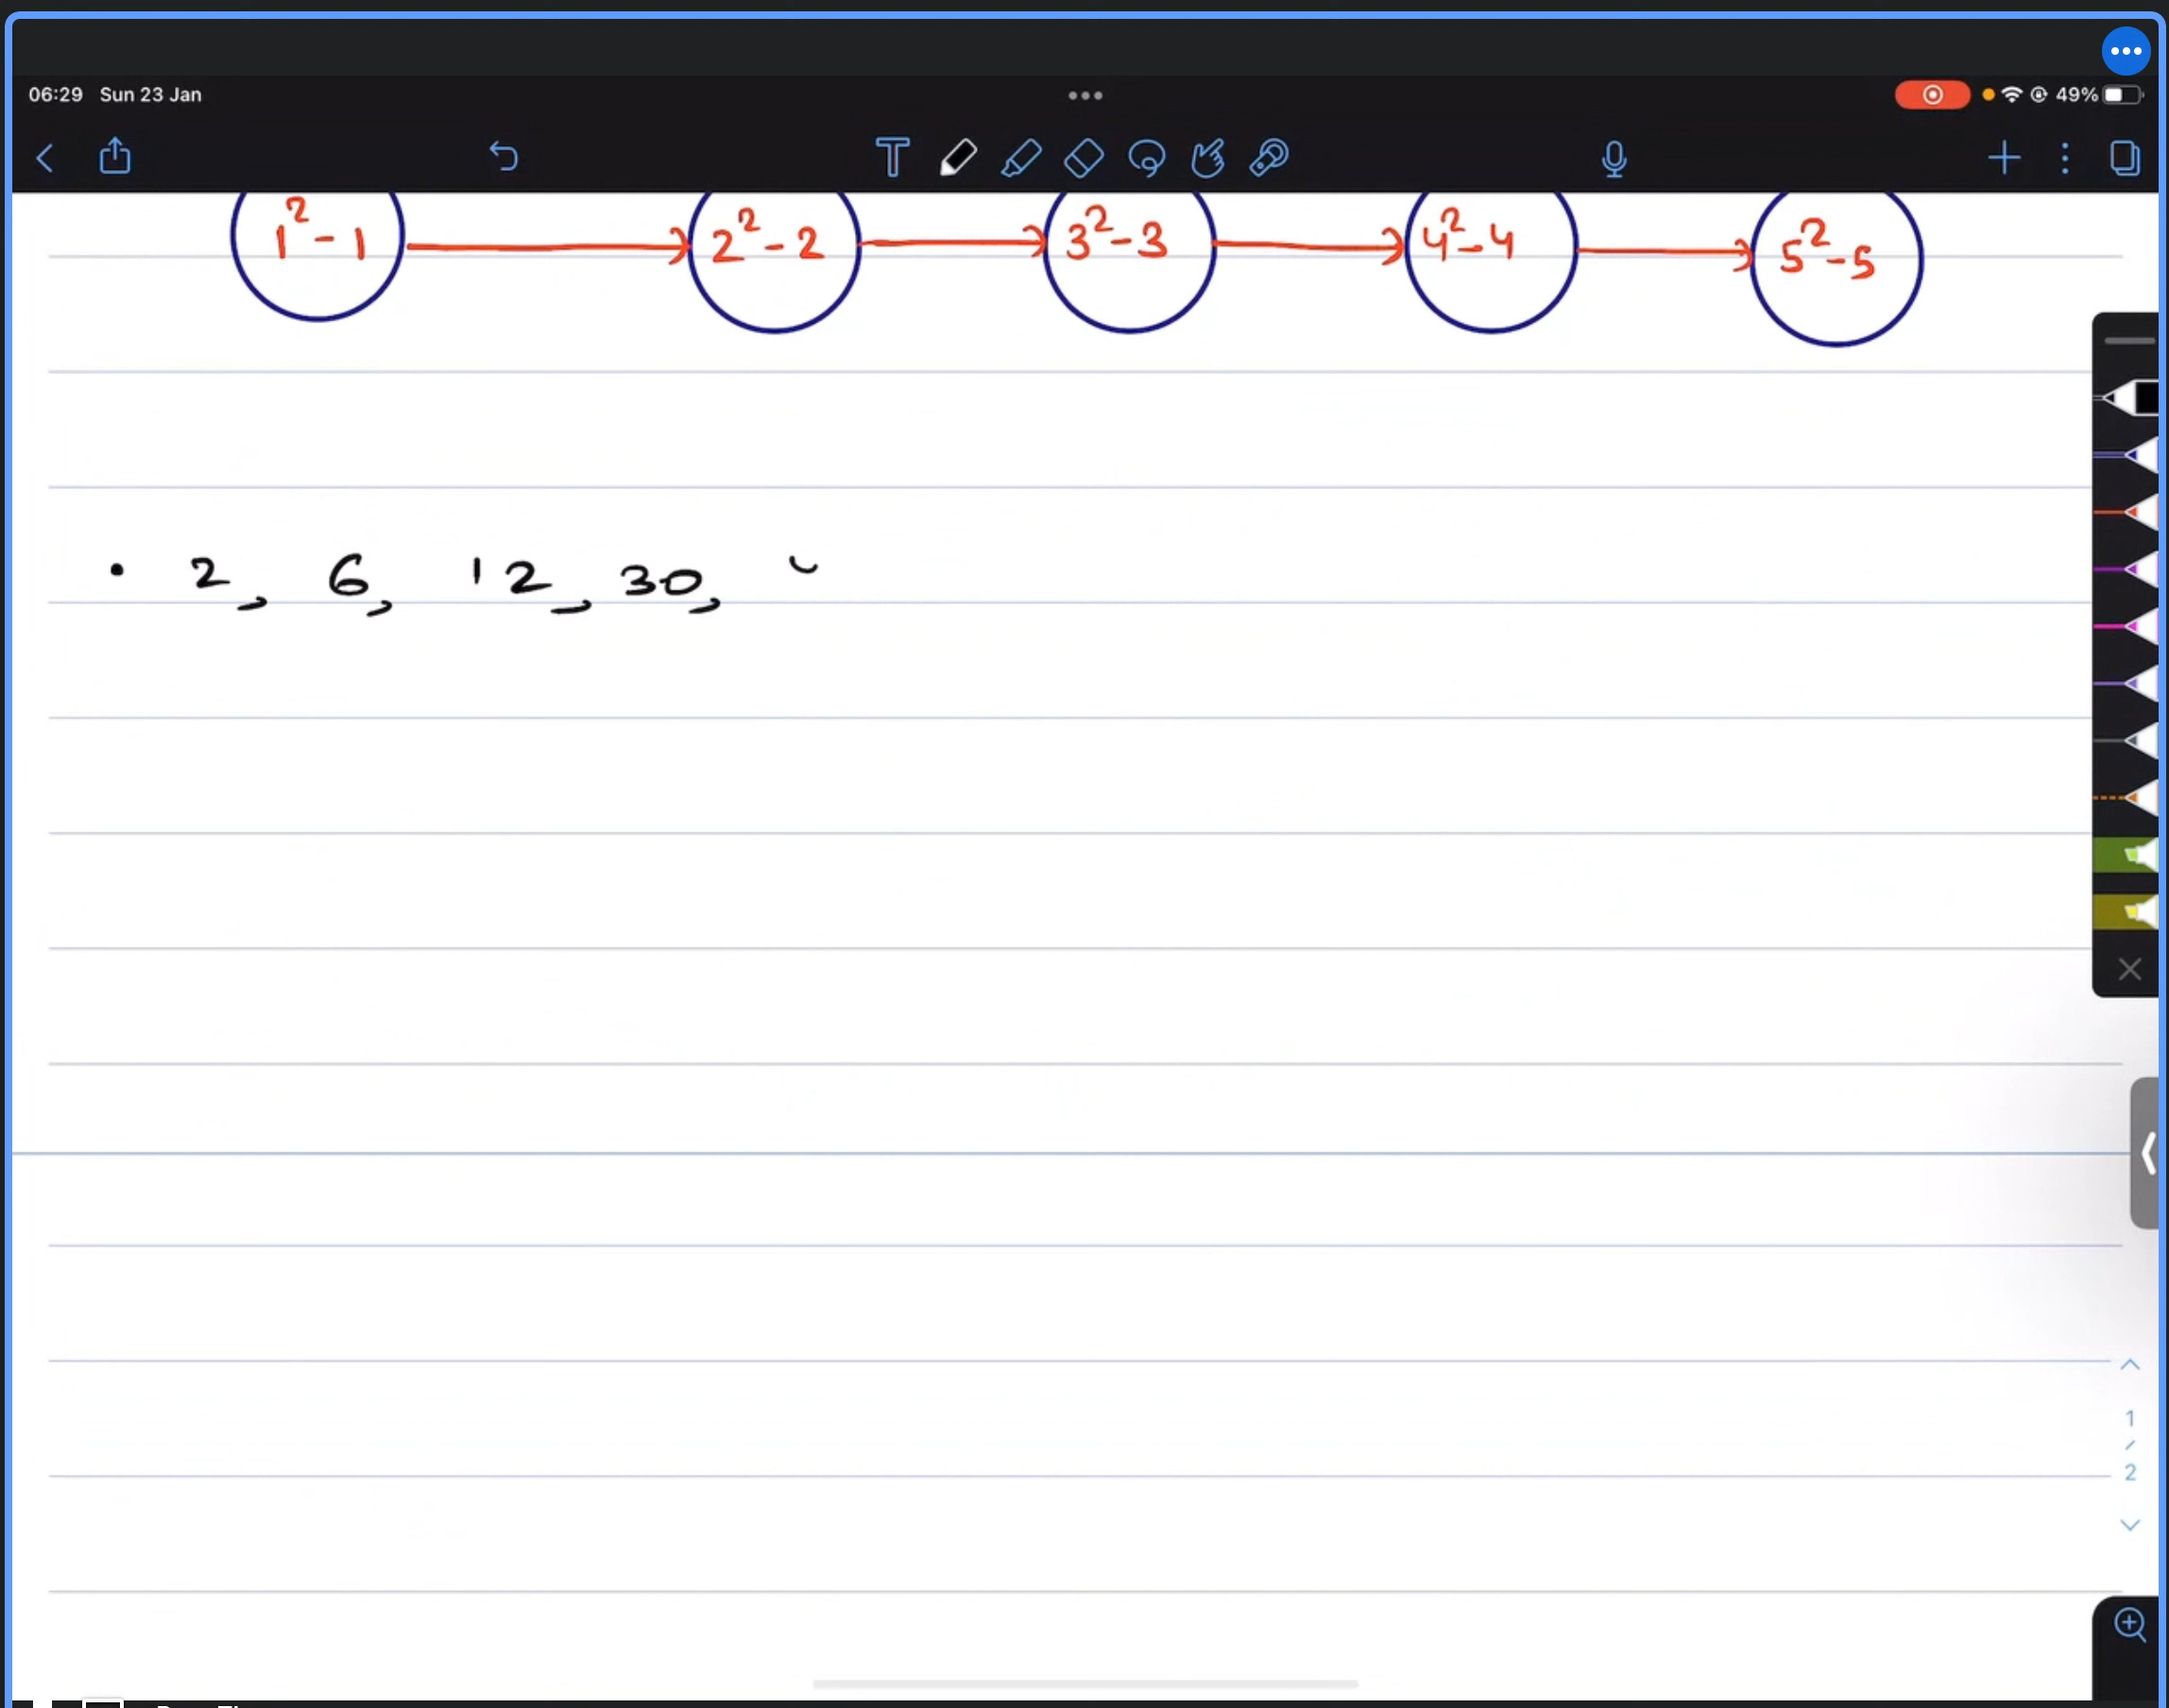 06:29 Sun 23 Jan 49%
1² - 1 → 2² - 2 → 3² - 3 → 4² - 4 → 5² - 5
• 2, 6, 12, 30,
1
/
2